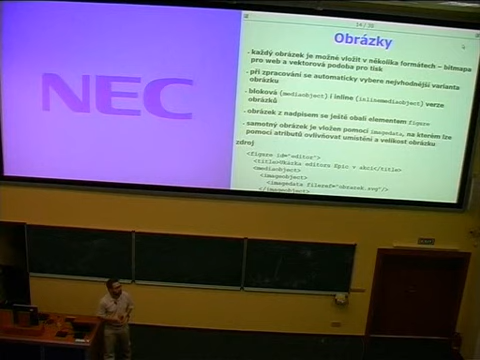 NEC
14 / 35
Obrázky
- každý obrázek je možné vložit v několika formátech – bitmapa
pro web a vektorová podoba pro tisk
- při zpracování se automaticky vybere nejvhodnější varianta
obrázku
- bloková (mediaobject) i inline (inlinemediaobject) verze
obrázků
- obrázek z nadpisem se ještě obalí elementem figure
- samotný obrázek je vložen pomocí imagedata, na kterém lze
pomocí atributů ovlivňovat umístění a velikost obrázku
zdroj
<figure id="editor">
<title>Ukázka editoru Epic v akci</title>
<mediaobject>
<imageobject>
<imagedata fileref="obrazek.svg"/>
</imageobject>